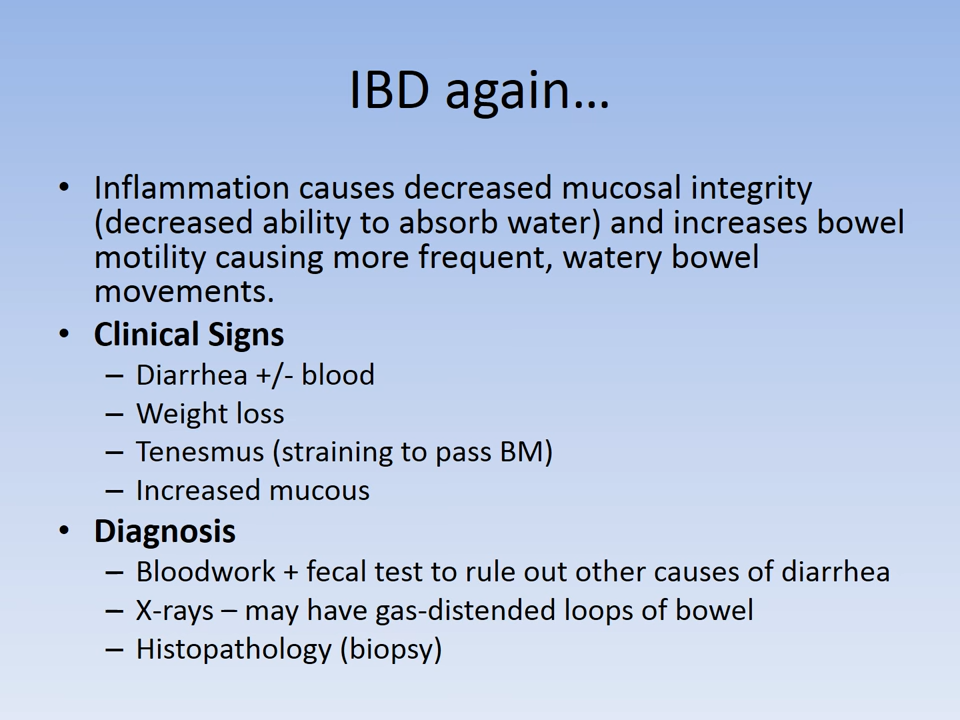 IBD again…
• Inflammation causes decreased mucosal integrity
(decreased ability to absorb water) and increases bowel
motility causing more frequent, watery bowel
movements.
• Clinical Signs
– Diarrhea +/- blood
– Weight loss
– Tenesmus (straining to pass BM)
– Increased mucous
• Diagnosis
– Bloodwork + fecal test to rule out other causes of diarrhea
– X-rays – may have gas-distended loops of bowel
– Histopathology (biopsy)